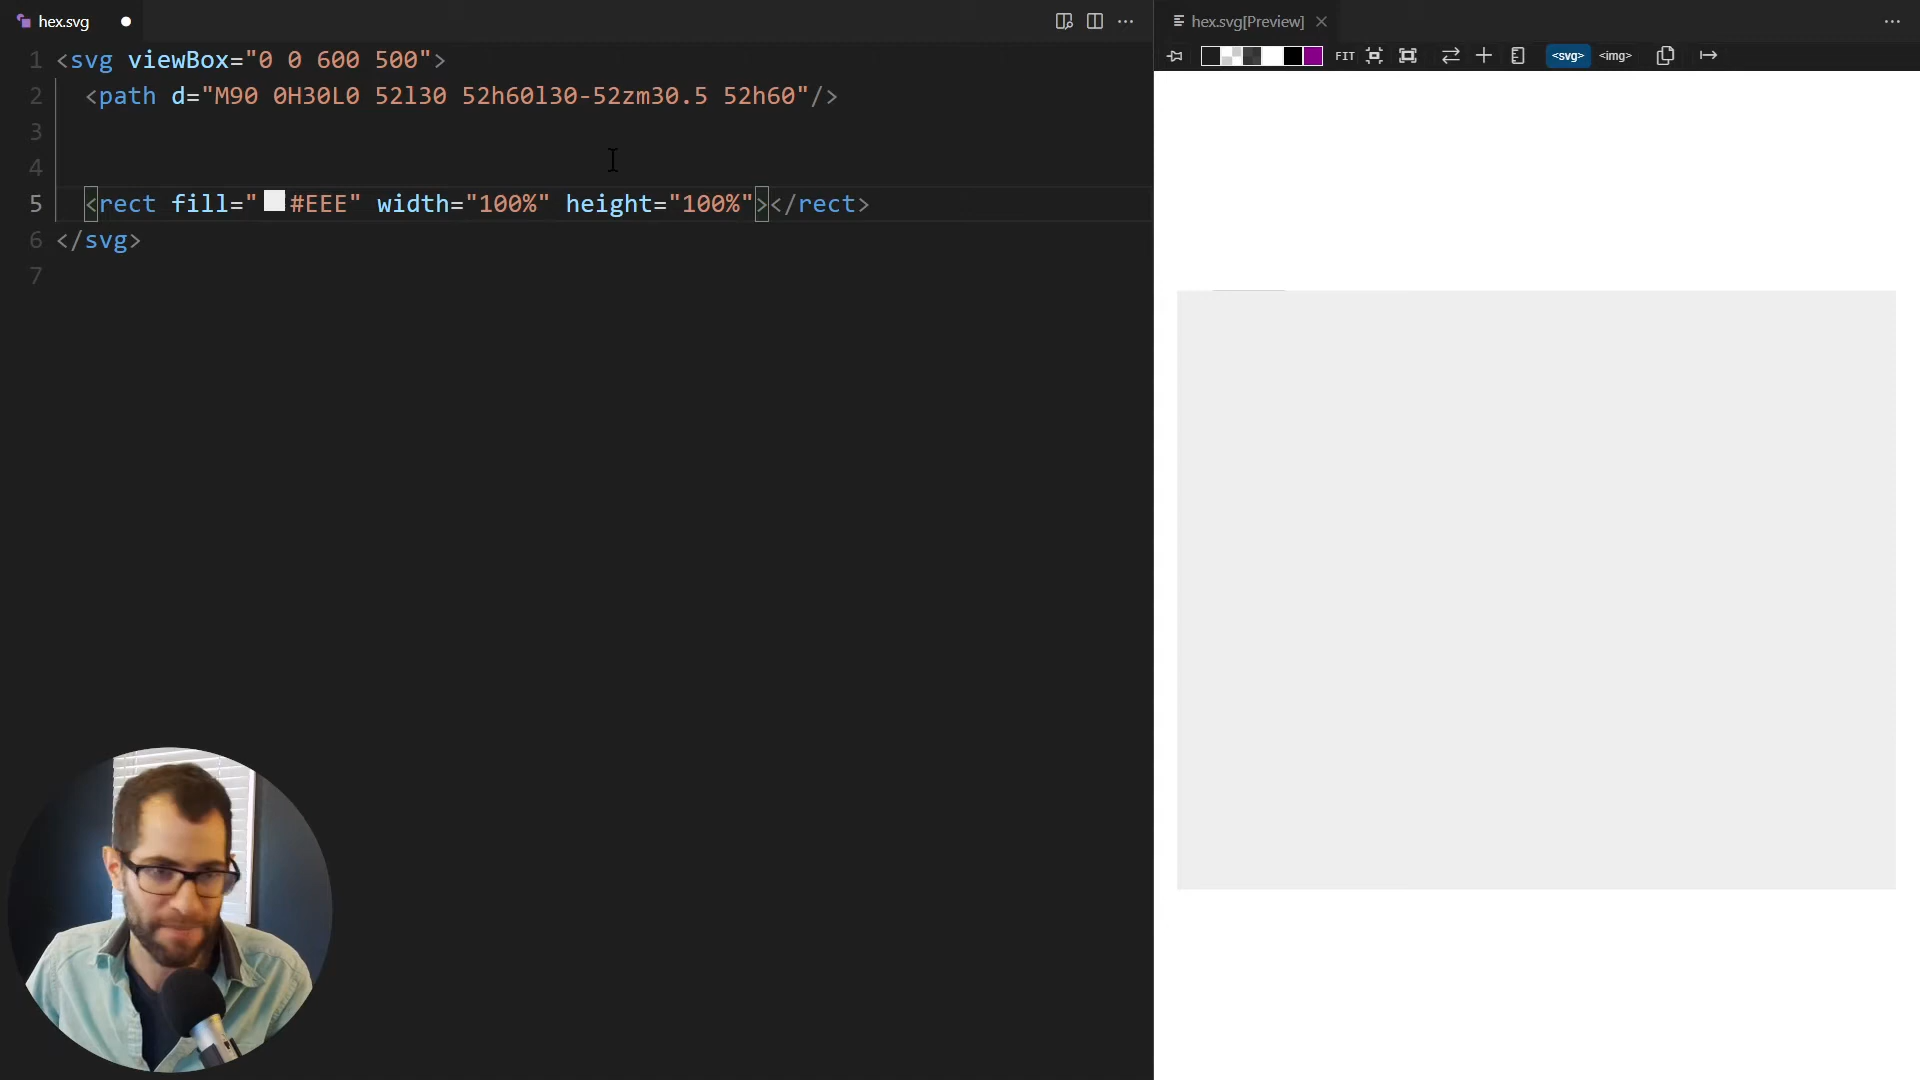 hex.svg
hex.svg[Preview]
FIT
<svg>
<img>
1 <svg viewBox="0 0 600 500">
2 <path d="M90 0H30L0 52l30 52h60l30-52zm30.5 52h60"/>
3
4
5 <rect fill="#EEE" width="100%" height="100%"></rect>
6 </svg>
7